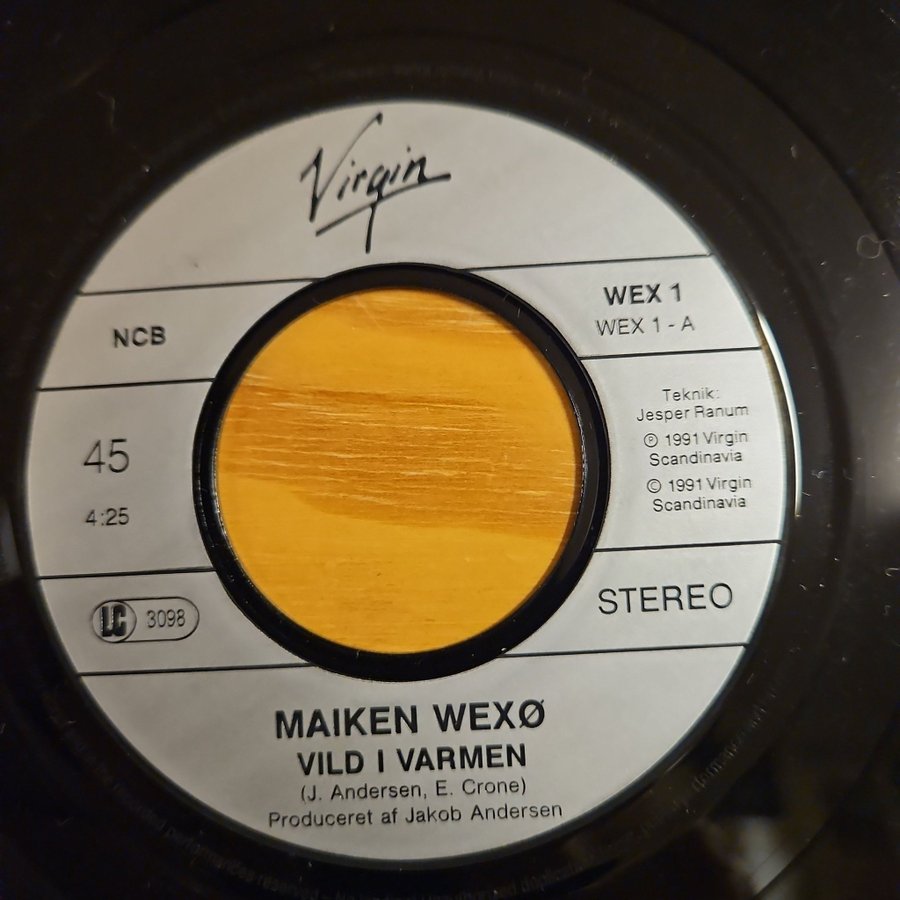 Virgin
NCB
WEX 1
WEX 1 - A
45
4:25
Teknik:
Jesper Ranum
℗ 1991 Virgin
Scandinavia
© 1991 Virgin
Scandinavia
LC 3098
STEREO
MAIKEN WEXØ
VILD I VARMEN
(J. Andersen, E. Crone)
Produceret af Jakob Andersen